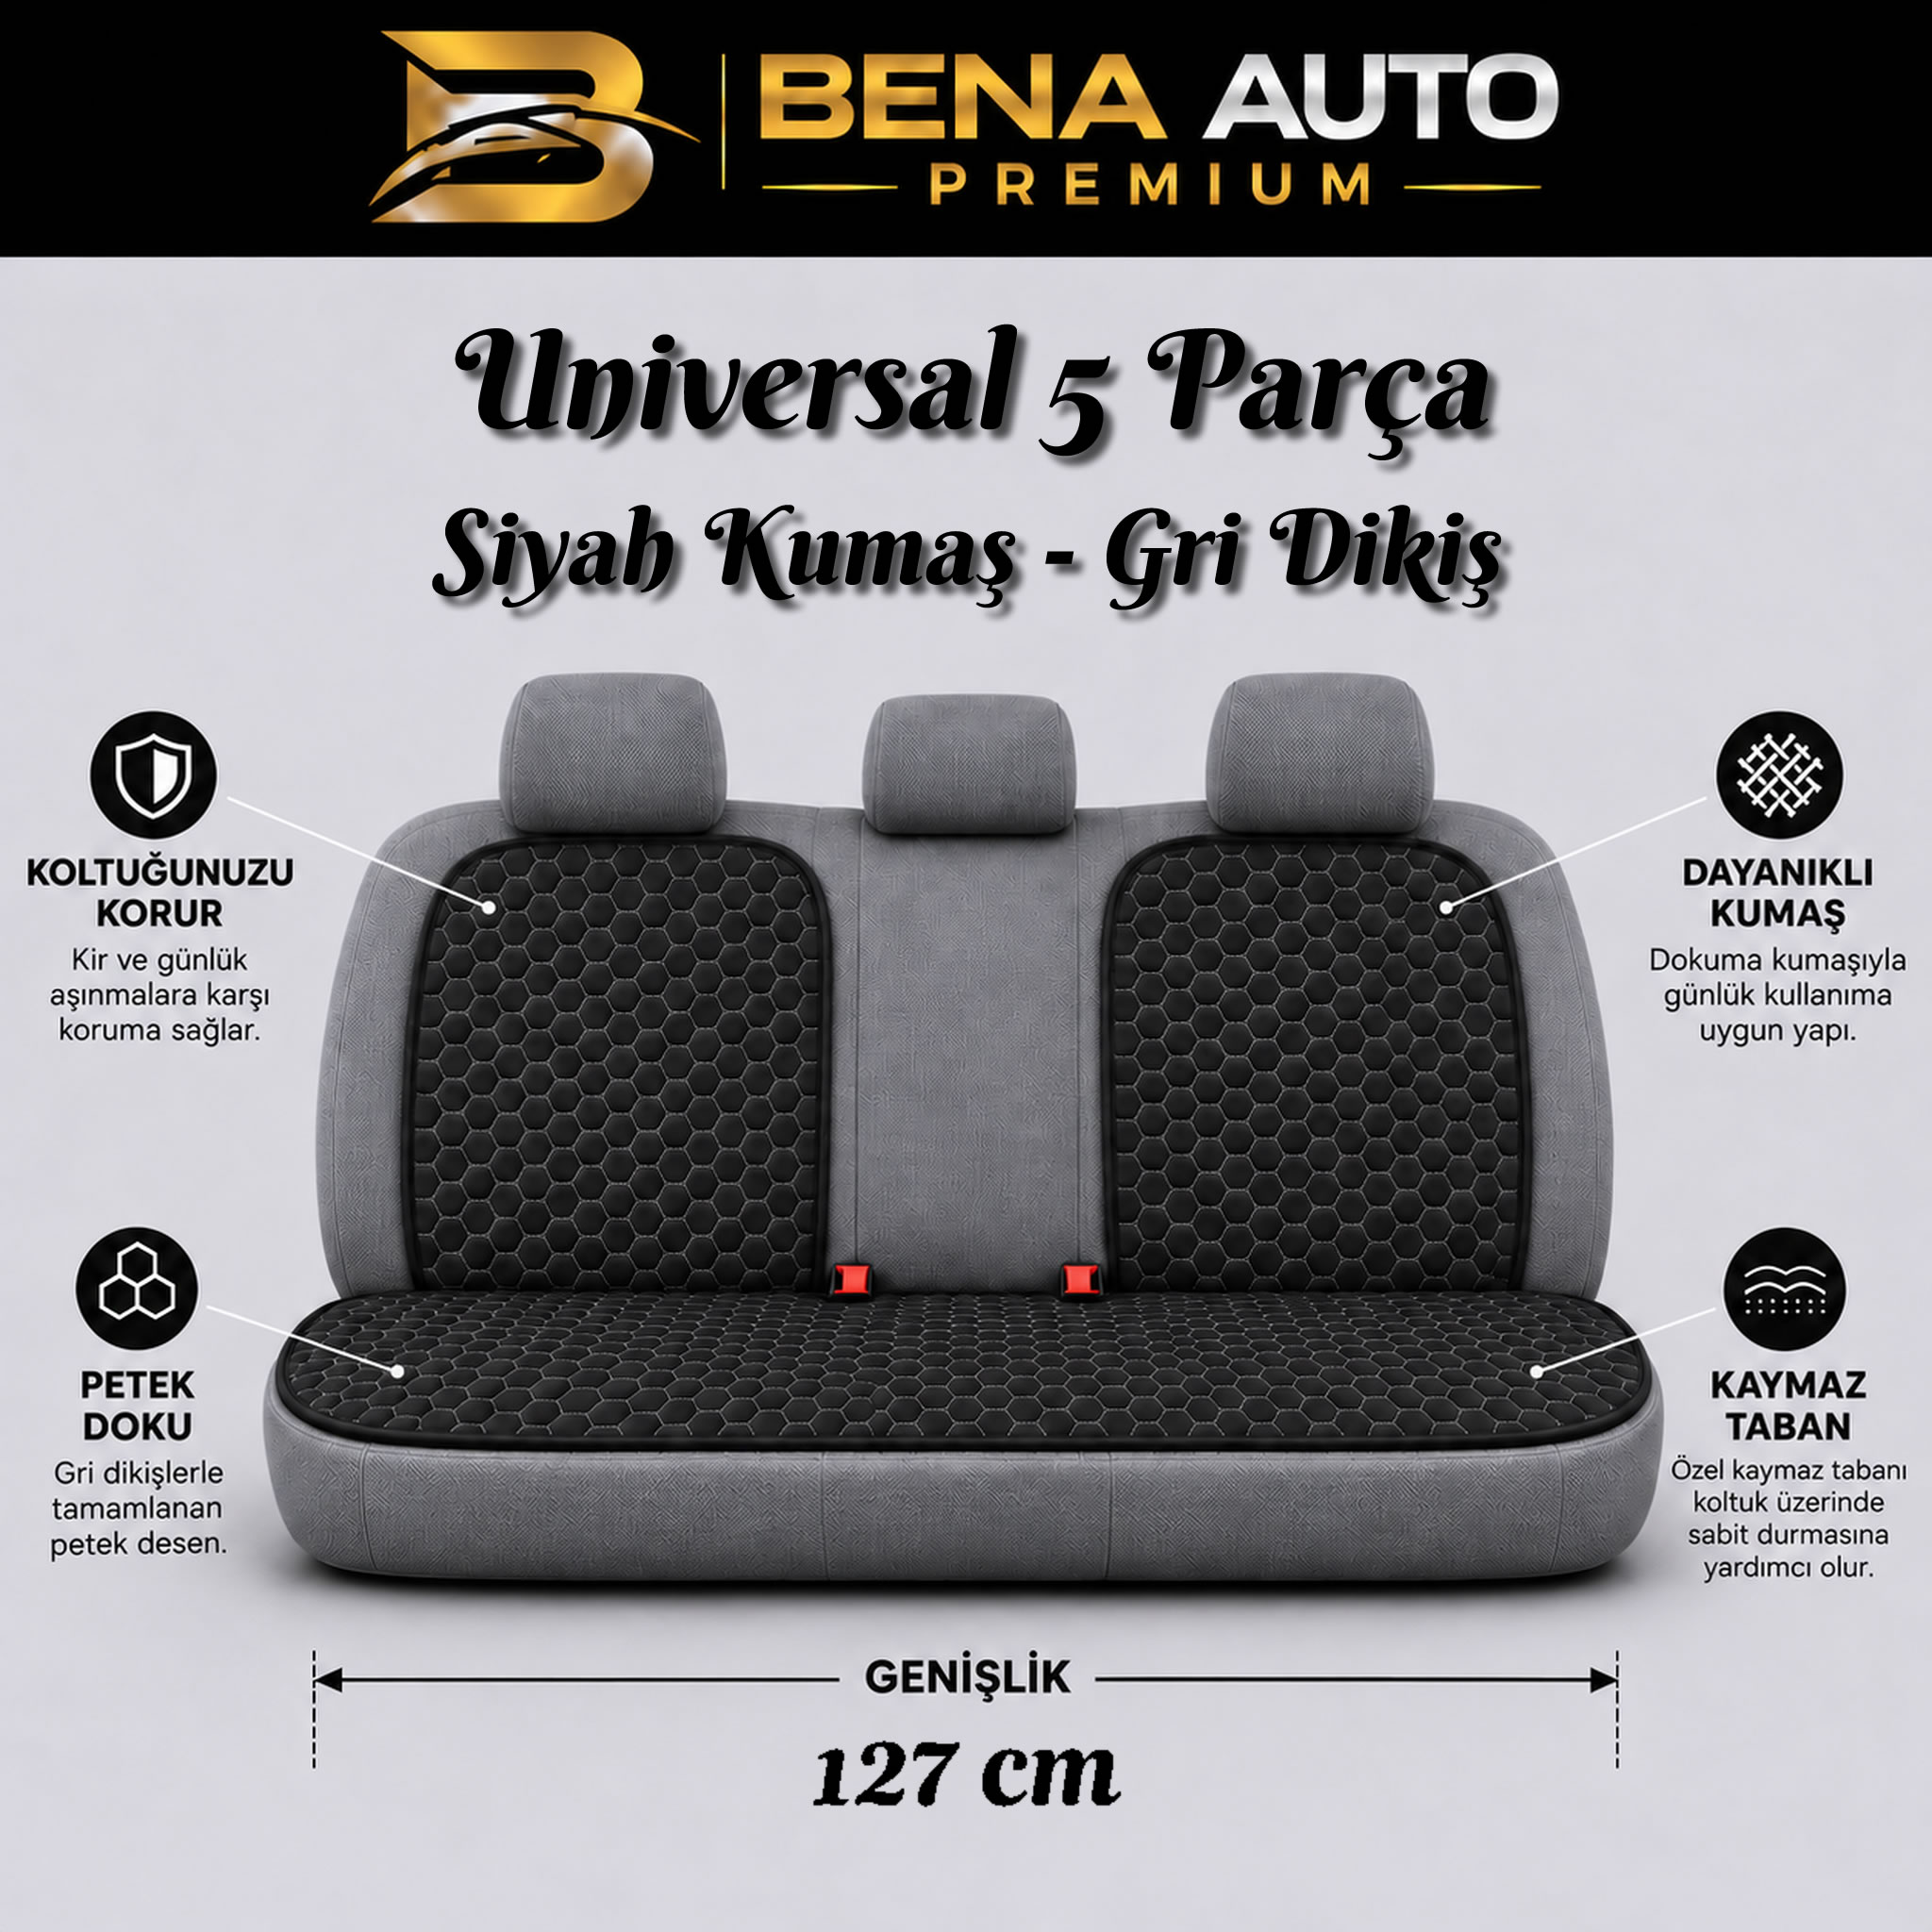 BENA AUTO
PREMIUM
Universal 5 Parça
Siyah Kumaş - Gri Dikiş
KOLTUĞUNUZU
KORUR
Kir ve günlük
aşınmalara karşı
koruma sağlar.
DAYANIKLI
KUMAŞ
Dokuma kumaşıyla
günlük kullanıma
uygun yapı.
PETEK
DOKU
Gri dikişlerle
tamamlanan
petek desen.
KAYMAZ
TABAN
Özel kaymaz tabanı
koltuk üzerinde
sabit durmasına
yardımcı olur.
GENİŞLİK
127 cm